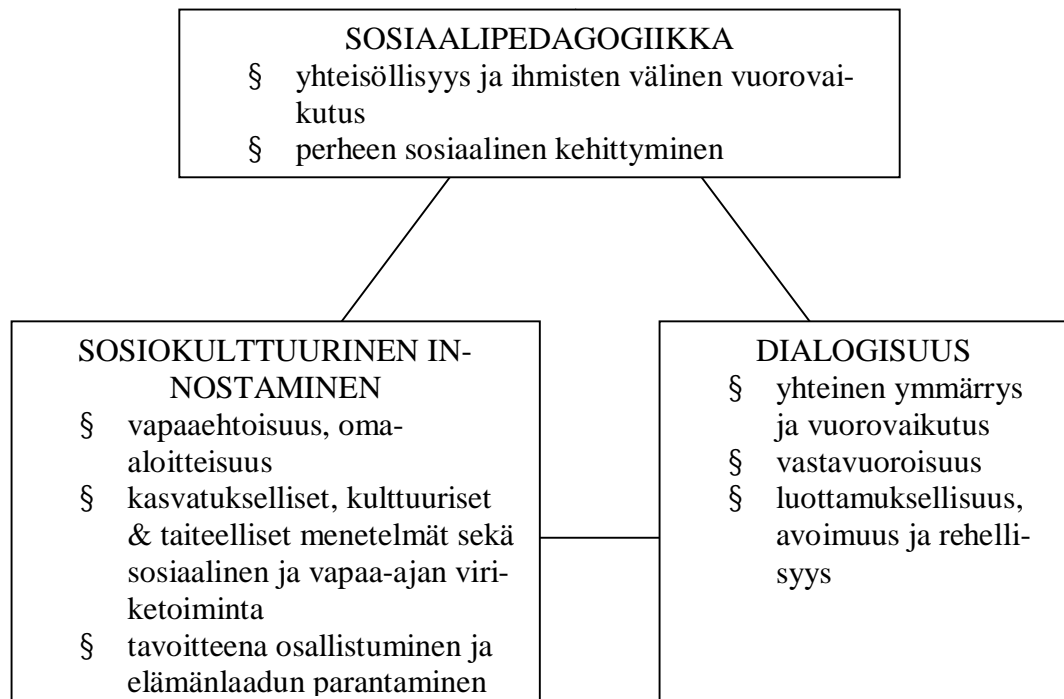 SOSIAALIPEDAGOGIIKKA
§ yhteisöllisyys ja ihmisten välinen vuorovai-
kutus
§ perheen sosiaalinen kehittyminen
SOSIOKULTTUURINEN IN-
NOSTAMINEN
§ vapaaehtoisuus, oma-
aloitteisuus
§ kasvatukselliset, kulttuuriset
& taiteelliset menetelmät sekä
sosiaalinen ja vapaa-ajan viri-
ketoiminta
§ tavoitteena osallistuminen ja
elämänlaadun parantaminen
DIALOGISUUS
§ yhteinen ymmärrys
ja vuorovaikutus
§ vastavuoroisuus
§ luottamuksellisuus,
avoimuus ja rehelli-
syys